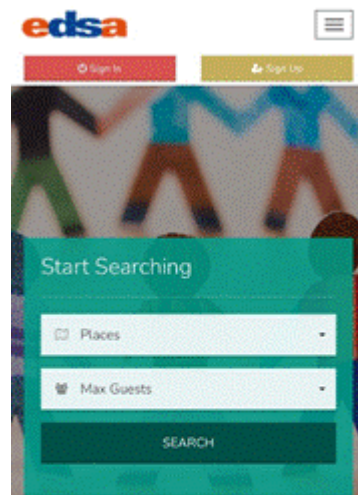 edsa
Sign In
Sign Up
Start Searching
Places
Max Guests
SEARCH